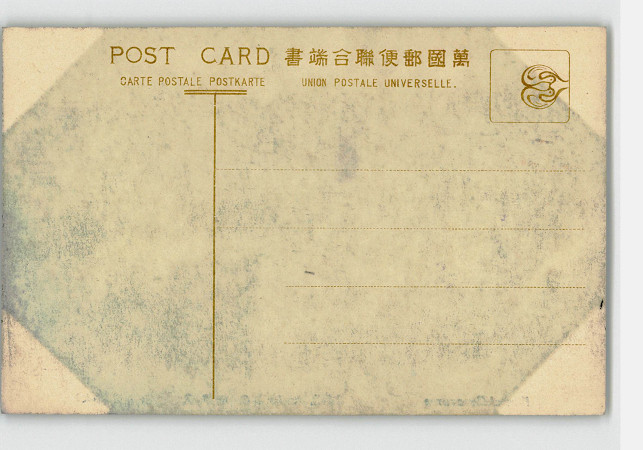 POST CARD 書端合聯便郵國萬
CARTE POSTALE POSTKARTE UNION POSTALE UNIVERSELLE.